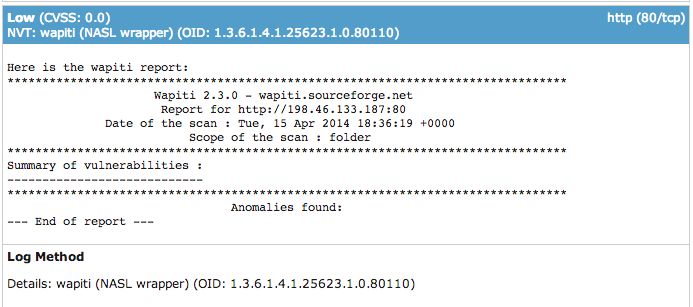 Low (CVSS: 0.0) http (80/tcp)
NVT: wapiti (NASL wrapper) (OID: 1.3.6.1.4.1.25623.1.0.80110)
Here is the wapiti report:
********************************************************************************
Wapiti 2.3.0 - wapiti.sourceforge.net
Report for http://198.46.133.187:80
Date of the scan : Tue, 15 Apr 2014 18:36:19 +0000
Scope of the scan : folder
********************************************************************************
Summary of vulnerabilities :
----------------------------
********************************************************************************
Anomalies found:
--- End of report ---
Log Method
Details: wapiti (NASL wrapper) (OID: 1.3.6.1.4.1.25623.1.0.80110)